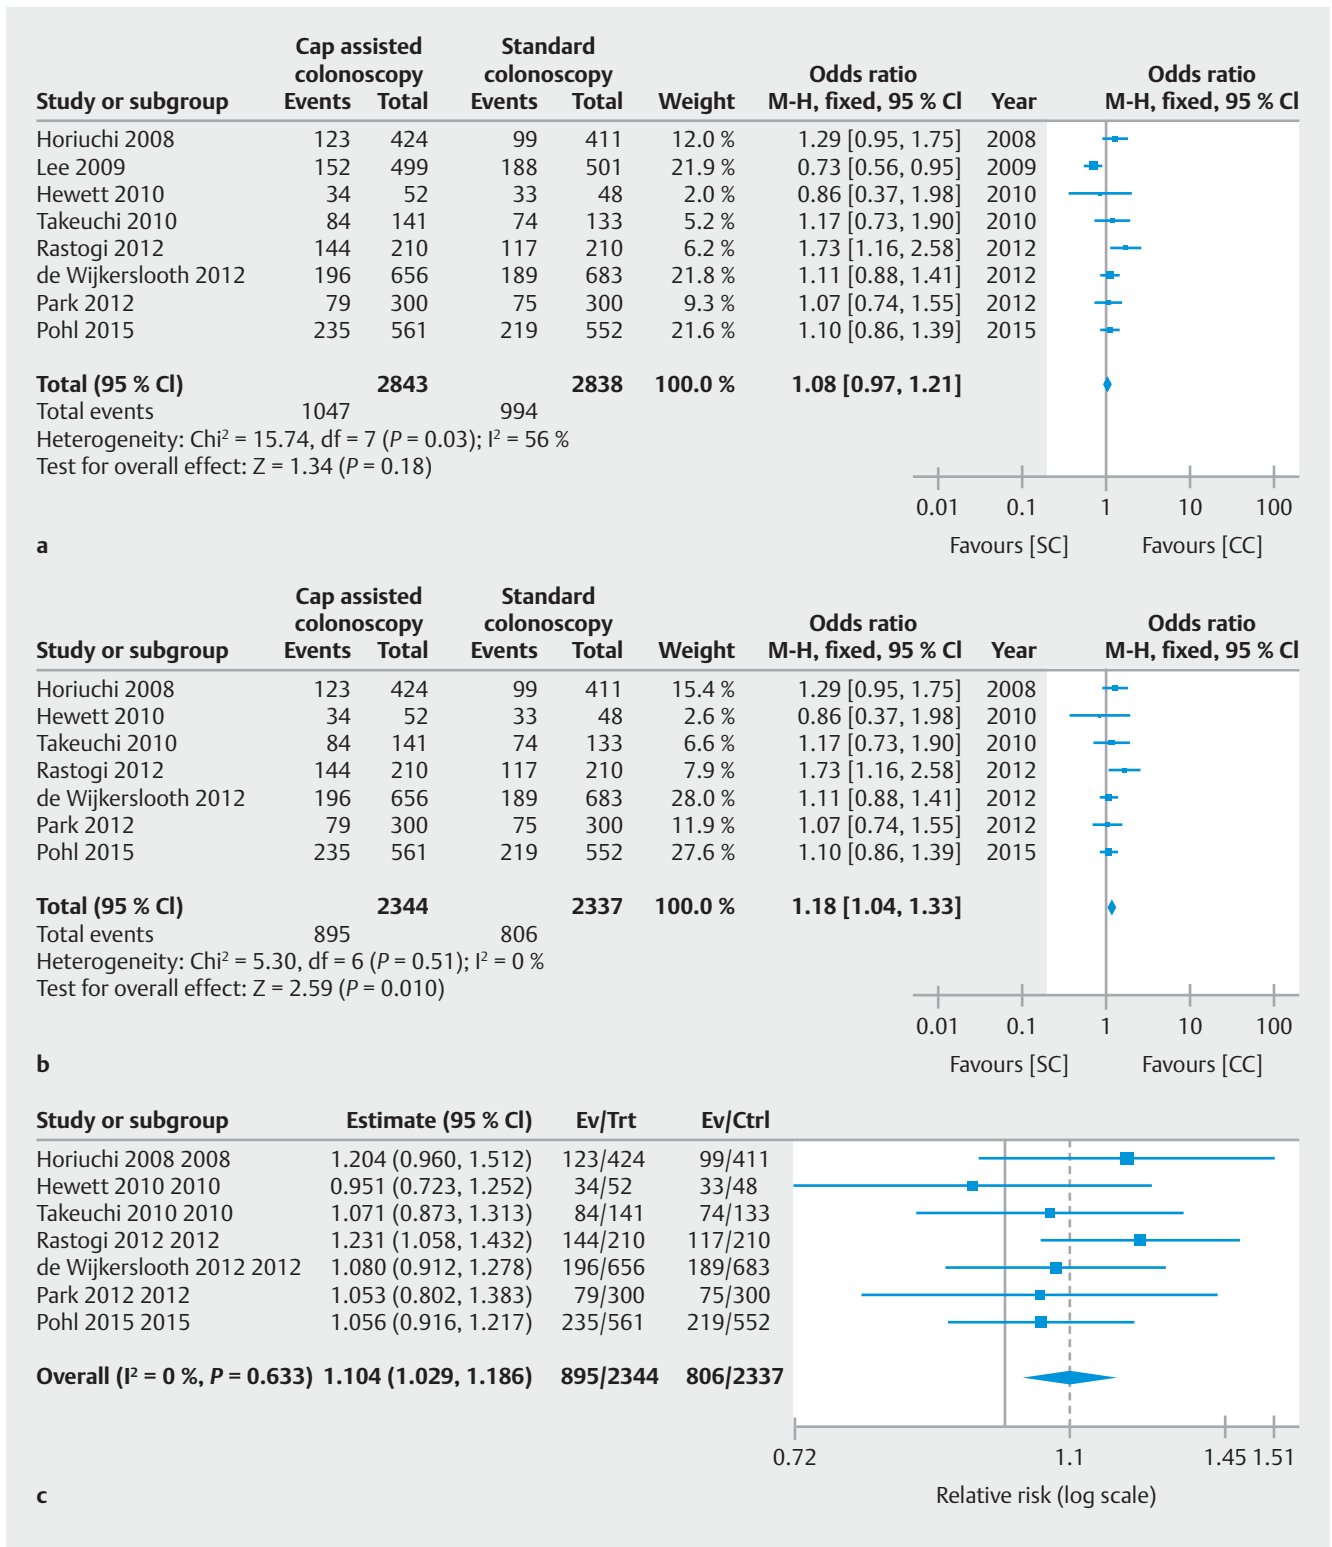 Cap assisted Standard
colonoscopy colonoscopy Odds ratio Odds ratio
Study or subgroup Events Total Events Total Weight M-H, fixed, 95 % CI Year M-H, fixed, 95 % CI
Horiuchi 2008 123 424 99 411 12.0 % 1.29 [0.95, 1.75] 2008
Lee 2009 152 499 188 501 21.9 % 0.73 [0.56, 0.95] 2009
Hewett 2010 34 52 33 48 2.0 % 0.86 [0.37, 1.98] 2010
Takeuchi 2010 84 141 74 133 5.2 % 1.17 [0.73, 1.90] 2010
Rastogi 2012 144 210 117 210 6.2 % 1.73 [1.16, 2.58] 2012
de Wijkerslooth 2012 196 656 189 683 21.8 % 1.11 [0.88, 1.41] 2012
Park 2012 79 300 75 300 9.3 % 1.07 [0.74, 1.55] 2012
Pohl 2015 235 561 219 552 21.6 % 1.10 [0.86, 1.39] 2015
Total (95 % CI) 2843 2838 100.0 % 1.08 [0.97, 1.21]
Total events 1047 994
Heterogeneity: Chi² = 15.74, df = 7 (P = 0.03); I² = 56 %
Test for overall effect: Z = 1.34 (P = 0.18)
0.01 0.1 1 10 100
a Favours [SC] Favours [CC]
Cap assisted Standard
colonoscopy colonoscopy Odds ratio Odds ratio
Study or subgroup Events Total Events Total Weight M-H, fixed, 95 % CI Year M-H, fixed, 95 % CI
Horiuchi 2008 123 424 99 411 15.4 % 1.29 [0.95, 1.75] 2008
Hewett 2010 34 52 33 48 2.6 % 0.86 [0.37, 1.98] 2010
Takeuchi 2010 84 141 74 133 6.6 % 1.17 [0.73, 1.90] 2010
Rastogi 2012 144 210 117 210 7.9 % 1.73 [1.16, 2.58] 2012
de Wijkerslooth 2012 196 656 189 683 28.0 % 1.11 [0.88, 1.41] 2012
Park 2012 79 300 75 300 11.9 % 1.07 [0.74, 1.55] 2012
Pohl 2015 235 561 219 552 27.6 % 1.10 [0.86, 1.39] 2015
Total (95 % CI) 2344 2337 100.0 % 1.18 [1.04, 1.33]
Total events 895 806
Heterogeneity: Chi² = 5.30, df = 6 (P = 0.51); I² = 0 %
Test for overall effect: Z = 2.59 (P = 0.010)
0.01 0.1 1 10 100
b Favours [SC] Favours [CC]
Study or subgroup Estimate (95 % CI) Ev/Trt Ev/Ctrl
Horiuchi 2008 2008 1.204 (0.960, 1.512) 123/424 99/411
Hewett 2010 2010 0.951 (0.723, 1.252) 34/52 33/48
Takeuchi 2010 2010 1.071 (0.873, 1.313) 84/141 74/133
Rastogi 2012 2012 1.231 (1.058, 1.432) 144/210 117/210
de Wijkerslooth 2012 2012 1.080 (0.912, 1.278) 196/656 189/683
Park 2012 2012 1.053 (0.802, 1.383) 79/300 75/300
Pohl 2015 2015 1.056 (0.916, 1.217) 235/561 219/552
Overall (I² = 0 %, P = 0.633) 1.104 (1.029, 1.186) 895/2344 806/2337
0.72 1.1 1.45 1.51
c Relative risk (log scale)